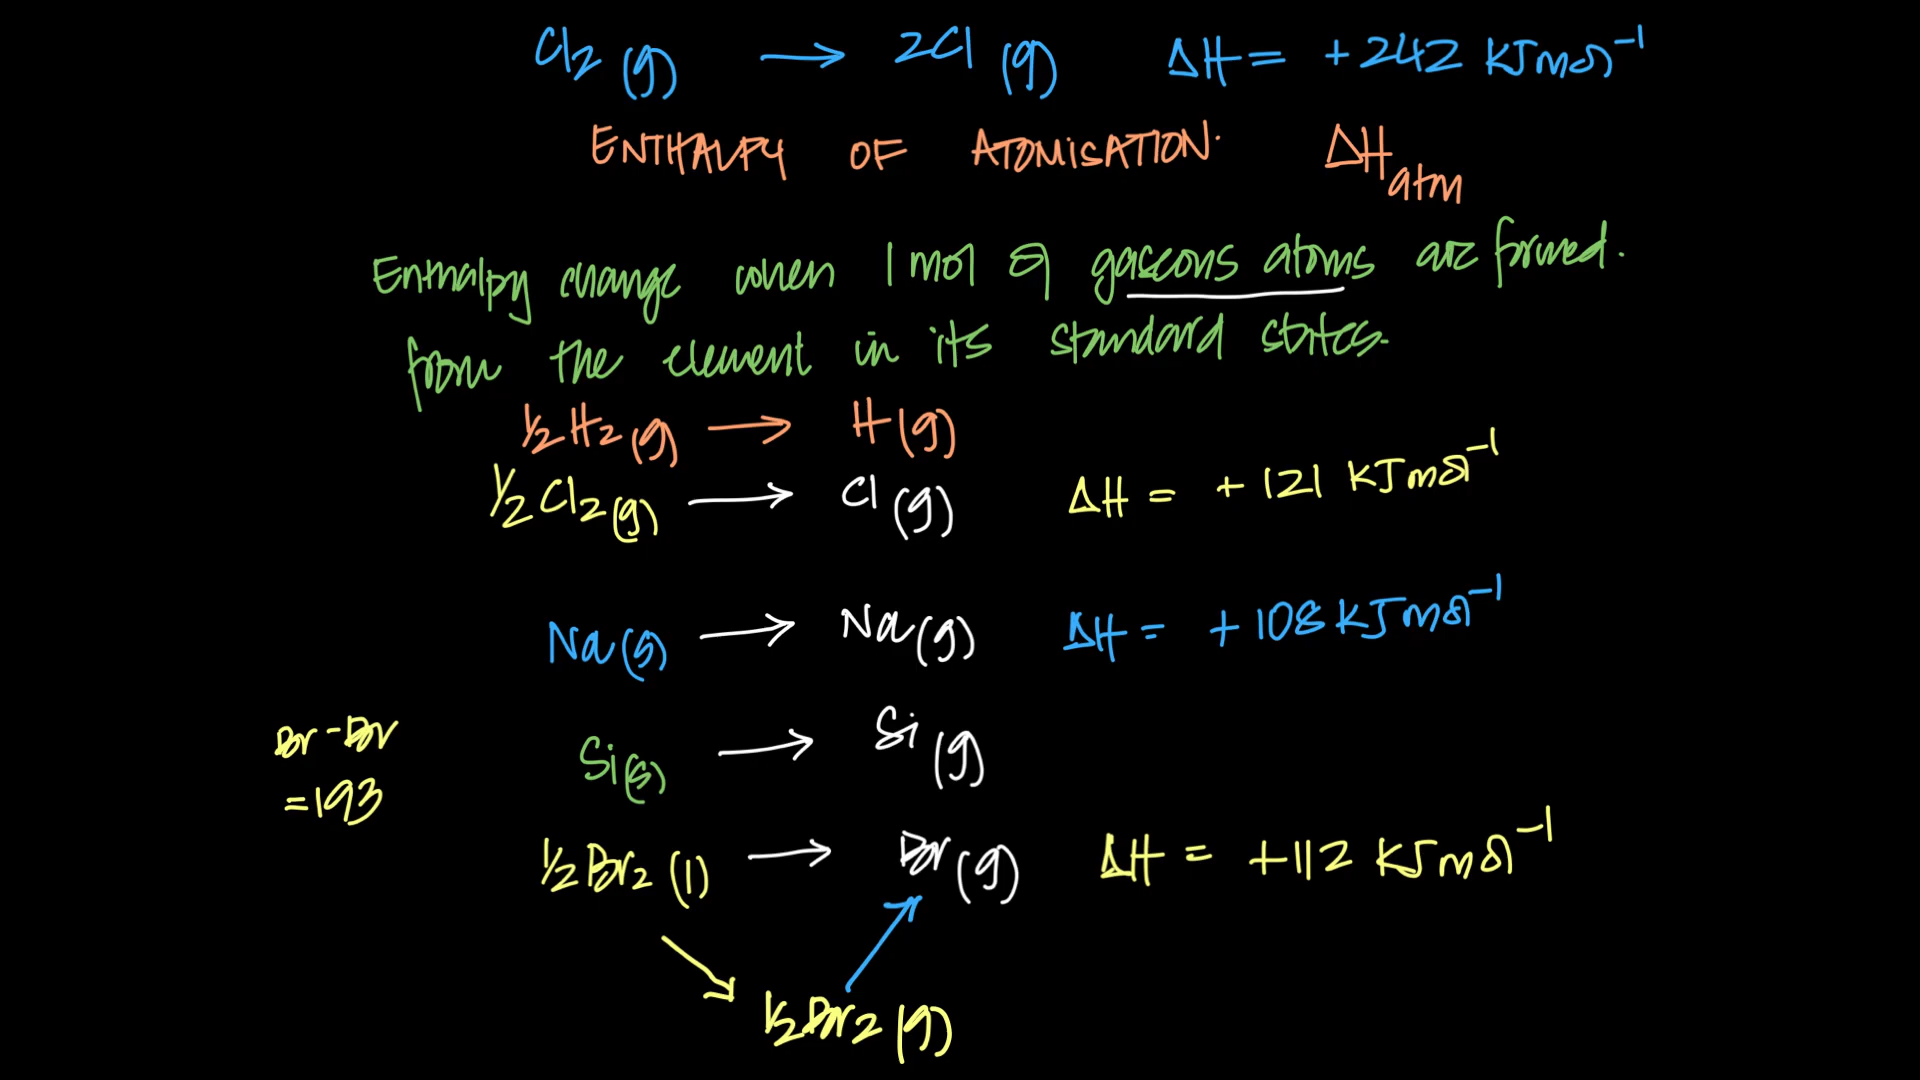 Cl₂ (g) → 2Cl (g) ΔH = +242 kJmol⁻¹
ENTHALPY OF ATOMISATION. ΔHatm
Enthalpy change when 1 mol of gaseous atoms are formed.
from the element in its standard states.
½H₂(g) → H(g)
½Cl₂(g) → Cl(g) ΔH = +121 kJmol⁻¹
Na(s) → Na(g) ΔH = +108 kJmol⁻¹
Si(s) → Si(g)
Br-Br
=193
½Br₂(l) → Br(g) ΔH = +112 kJmol⁻¹
½Br₂(g)